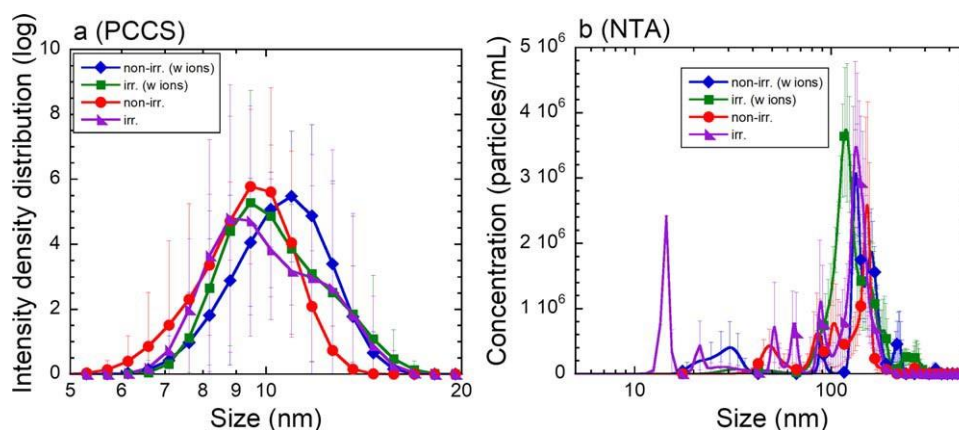 a (PCCS)
Intensity density distribution (log)
10
8
6
4
2
0
non-irr. (w ions)
irr. (w ions)
non-irr.
irr.
5 6 7 8 9 10 20
Size (nm)
b (NTA)
Concentration (particles/mL)
5 10⁶
4 10⁶
3 10⁶
2 10⁶
1 10⁶
0
non-irr. (w ions)
irr. (w ions)
non-irr.
irr.
10 100
Size (nm)